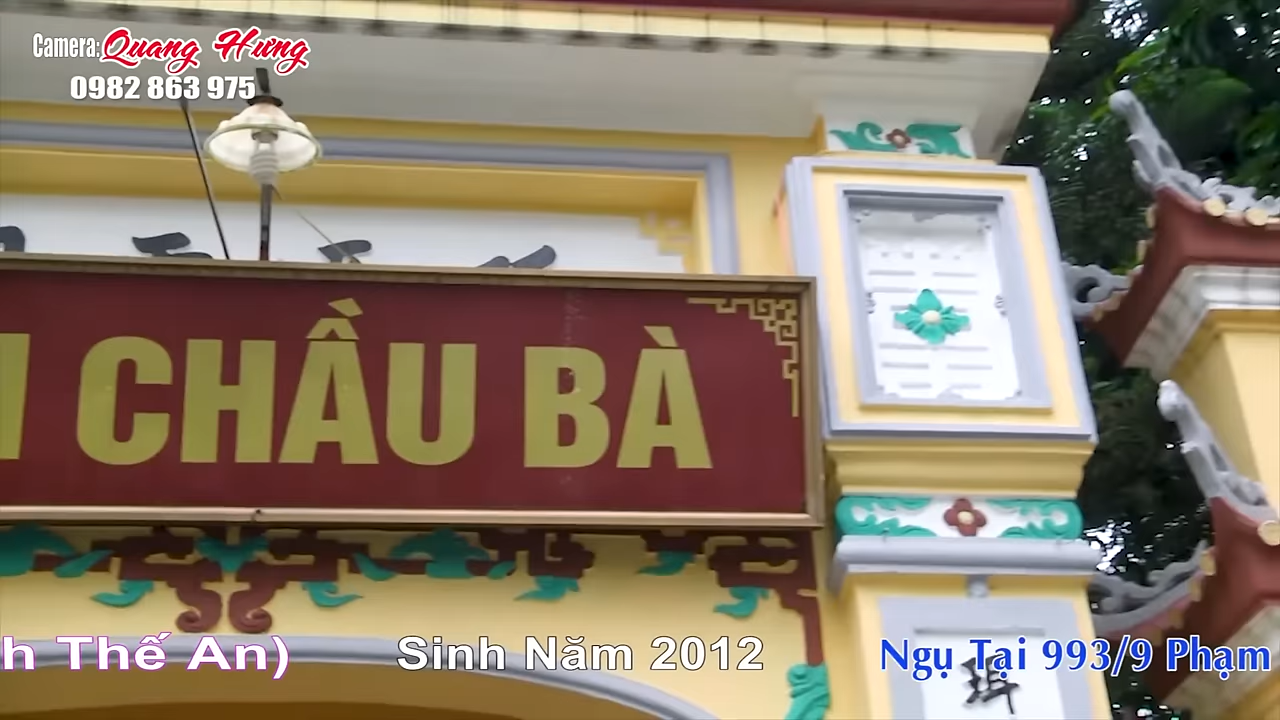 Camera: Quang Hưng
0982 863 975
CHẦU BÀ
h Thế An) Sinh Năm 2012 Ngụ Tại 993/9 Phạm